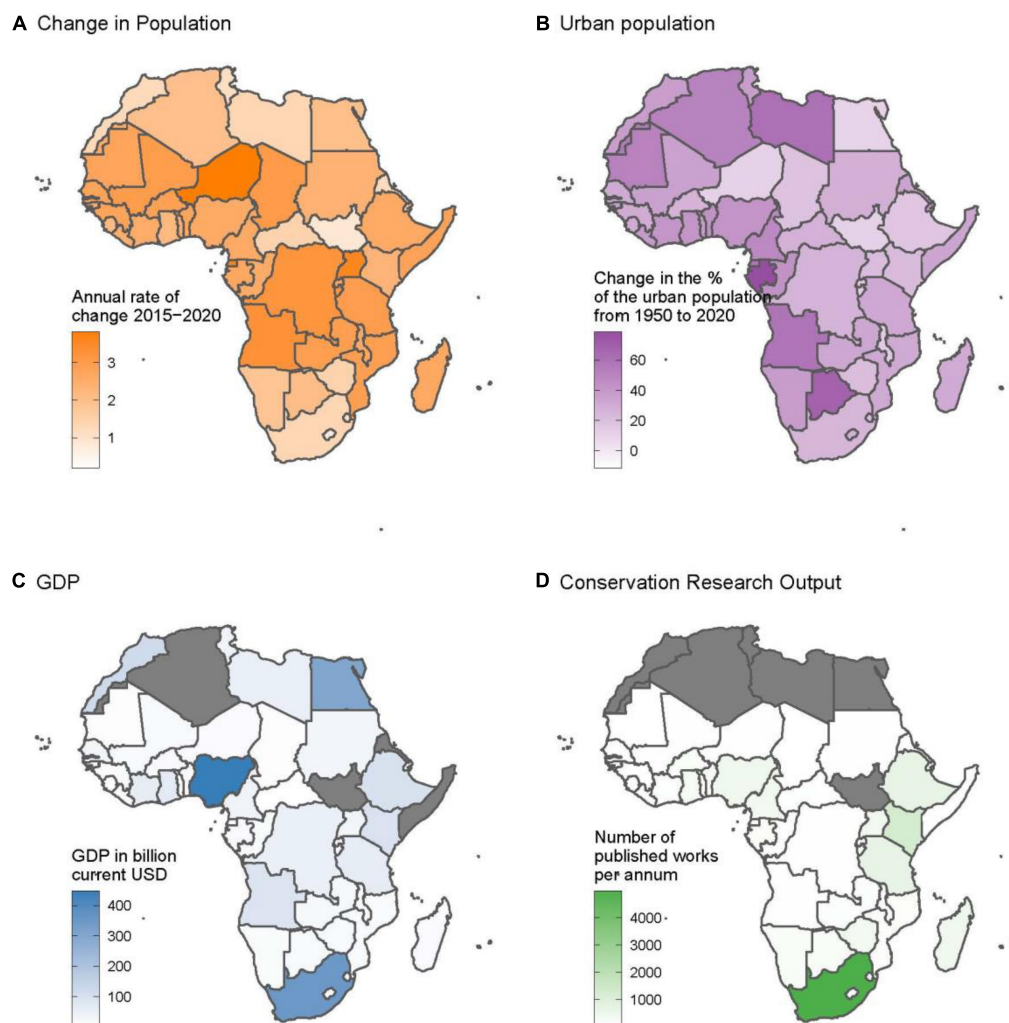 A Change in Population
B Urban population
Annual rate of
change 2015−2020
3
2
1
Change in the %
of the urban population
from 1950 to 2020
60
40
20
0
C GDP
D Conservation Research Output
GDP in billion
current USD
400
300
200
100
Number of
published works
per annum
4000
3000
2000
1000